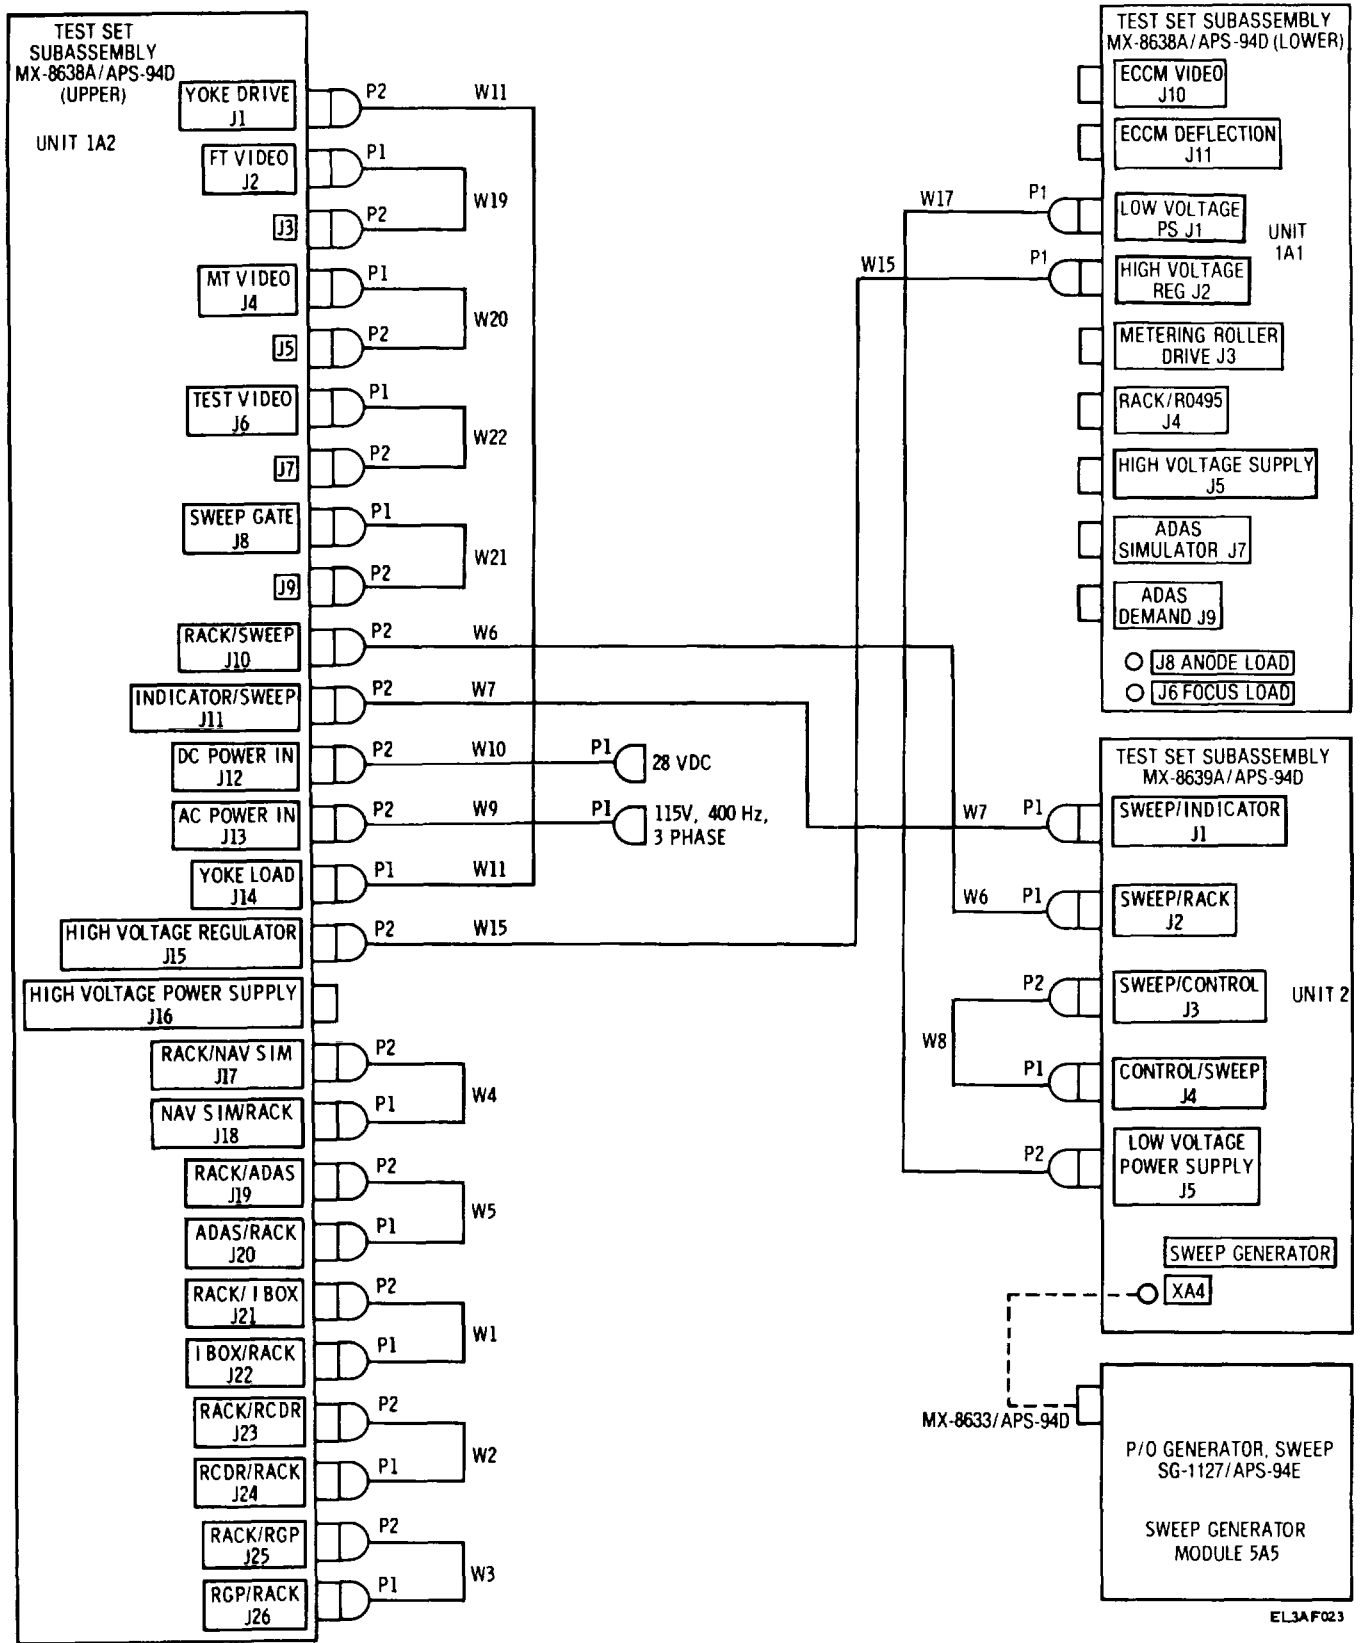 TEST SET
SUBASSEMBLY
MX-8638A/APS-94D
(UPPER)
UNIT 1A2
YOKE DRIVE
J1
P2
W11
FT VIDEO
J2
P1
W19
J3
P2
MT VIDEO
J4
P1
W20
J5
P2
TEST VIDEO
J6
P1
W22
J7
P2
SWEEP GATE
J8
P1
W21
J9
P2
RACK/SWEEP
J10
P2
W6
INDICATOR/SWEEP
J11
P2
W7
DC POWER IN
J12
P2
W10
P1
28 VDC
AC POWER IN
J13
P2
W9
P1
115V, 400 Hz,
3 PHASE
YOKE LOAD
J14
P1
W11
HIGH VOLTAGE REGULATOR
J15
P2
W15
HIGH VOLTAGE POWER SUPPLY
J16
RACK/NAV SIM
J17
P2
W4
NAV SIM/RACK
J18
P1
RACK/ADAS
J19
P2
W5
ADAS/RACK
J20
P1
RACK/ I BOX
J21
P2
W1
I BOX/RACK
J22
P1
RACK/RCDR
J23
P2
W2
RCDR/RACK
J24
P1
RACK/RGP
J25
P2
W3
RGP/RACK
J26
P1
TEST SET SUBASSEMBLY
MX-8638A/APS-94D (LOWER)
ECCM VIDEO
J10
ECCM DEFLECTION
J11
W17
P1
LOW VOLTAGE
PS J1
UNIT
1A1
W15
P1
HIGH VOLTAGE
REG J2
METERING ROLLER
DRIVE J3
RACK/R0495
J4
HIGH VOLTAGE SUPPLY
J5
ADAS
SIMULATOR J7
ADAS
DEMAND J9
J8 ANODE LOAD
J6 FOCUS LOAD
TEST SET SUBASSEMBLY
MX-8639A/APS-94D
W7
P1
SWEEP/INDICATOR
J1
W6
P1
SWEEP/RACK
J2
P2
SWEEP/CONTROL
J3
UNIT 2
W8
P1
CONTROL/SWEEP
J4
P2
LOW VOLTAGE
POWER SUPPLY
J5
SWEEP GENERATOR
XA4
MX-8633/APS-94D
P/O GENERATOR, SWEEP
SG-1127/APS-94E
SWEEP GENERATOR
MODULE 5A5
EL3AF023